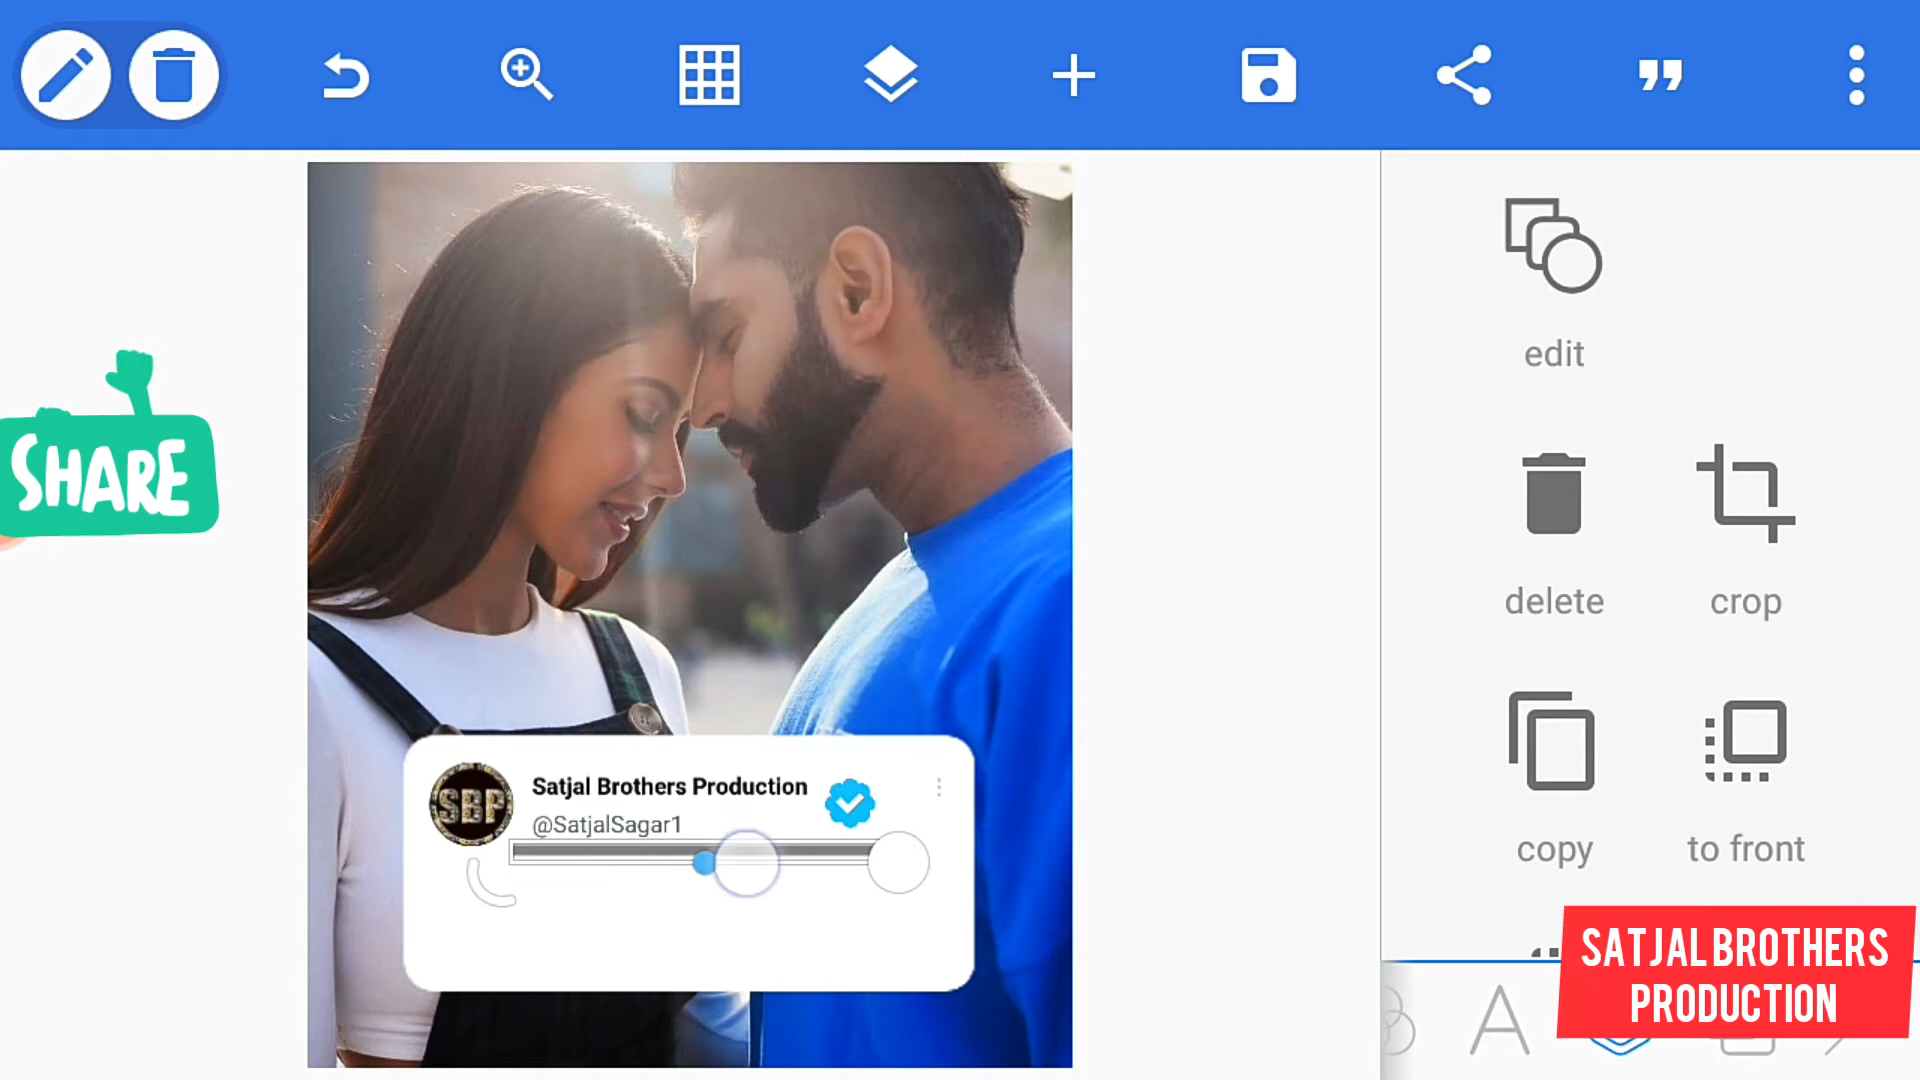 SHARE
edit
delete
crop
copy
to front
SBP
Satjal Brothers Production
@SatjalSagar1
SATJAL BROTHERS
PRODUCTION
A